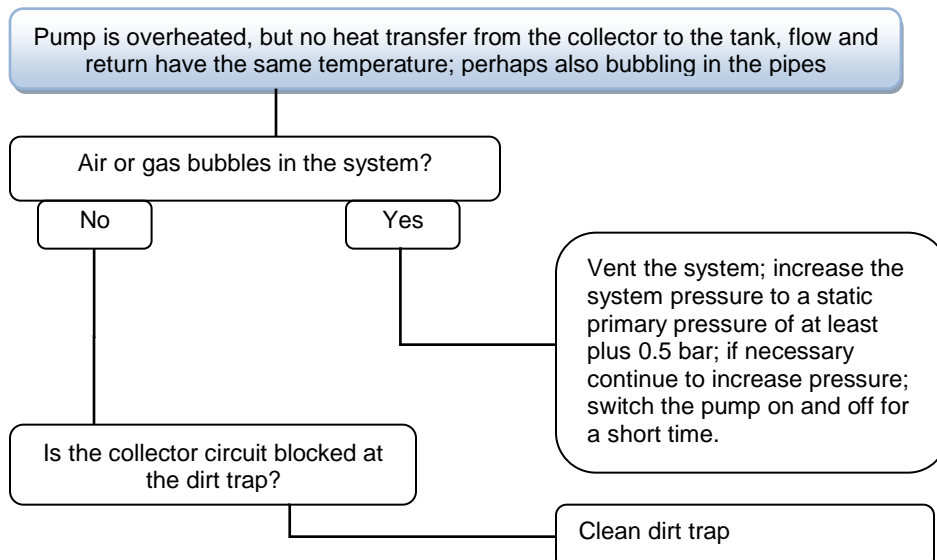 Pump is overheated, but no heat transfer from the collector to the tank, flow and
return have the same temperature; perhaps also bubbling in the pipes
Air or gas bubbles in the system?
No
Yes
Vent the system; increase the
system pressure to a static
primary pressure of at least
plus 0.5 bar; if necessary
continue to increase pressure;
switch the pump on and off for
a short time.
Is the collector circuit blocked at
the dirt trap?
Clean dirt trap